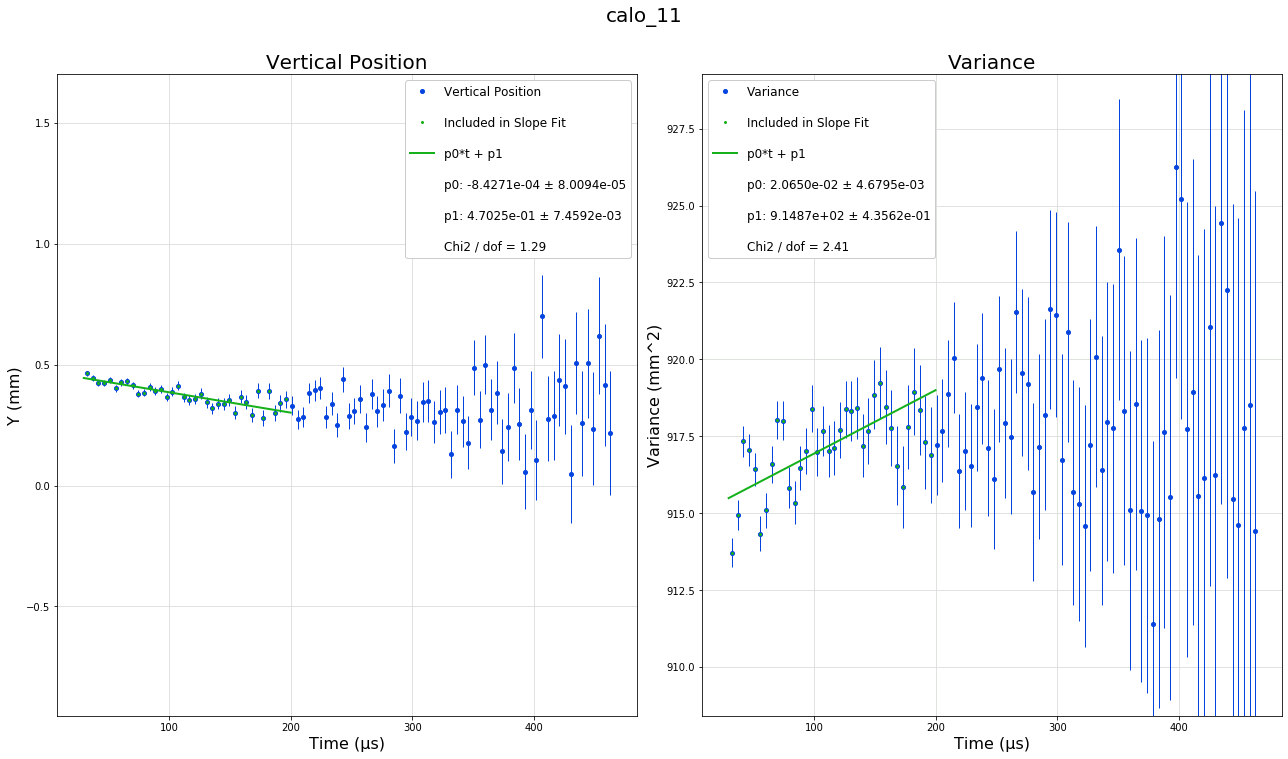 calo_11
Vertical Position
Y (mm)
1.5
1.0
0.5
0.0
−0.5
100
200
300
400
Time (µs)
Vertical Position
Included in Slope Fit
p0*t + p1
p0: -8.4271e-04 ± 8.0094e-05
p1: 4.7025e-01 ± 7.4592e-03
Chi2 / dof = 1.29
Variance
Variance (mm^2)
927.5
925.0
922.5
920.0
917.5
915.0
912.5
910.0
100
200
300
400
Time (µs)
Variance
Included in Slope Fit
p0*t + p1
p0: 2.0650e-02 ± 4.6795e-03
p1: 9.1487e+02 ± 4.3562e-01
Chi2 / dof = 2.41